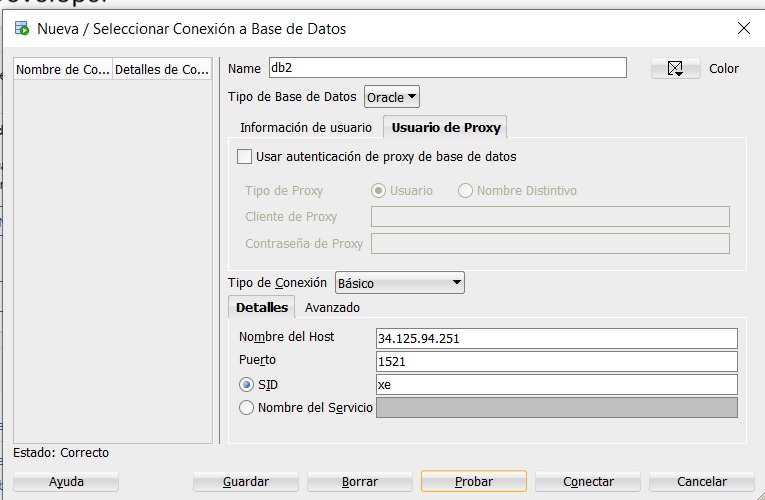 Developer
Nueva / Seleccionar Conexión a Base de Datos
Nombre de Co... Detalles de Co...
Name db2 Color
Tipo de Base de Datos Oracle
Información de usuario Usuario de Proxy
Usar autenticación de proxy de base de datos
Tipo de Proxy Usuario Nombre Distintivo
Cliente de Proxy
Contraseña de Proxy
Tipo de Conexión Básico
Detalles Avanzado
Nombre del Host 34.125.94.251
Puerto 1521
SID xe
Nombre del Servicio
Estado: Correcto
Ayuda Guardar Borrar Probar Conectar Cancelar